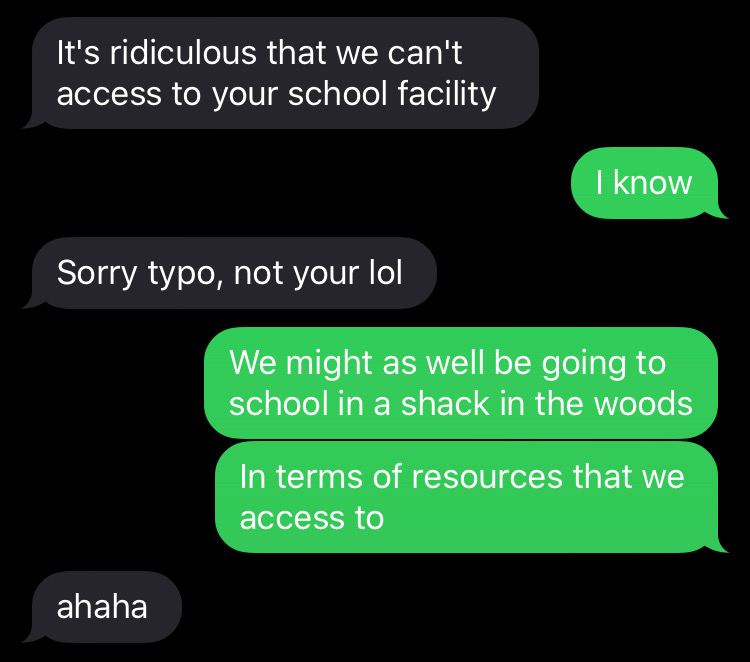 It's ridiculous that we can't
access to your school facility
I know
Sorry typo, not your lol
We might as well be going to
school in a shack in the woods
In terms of resources that we
access to
ahaha